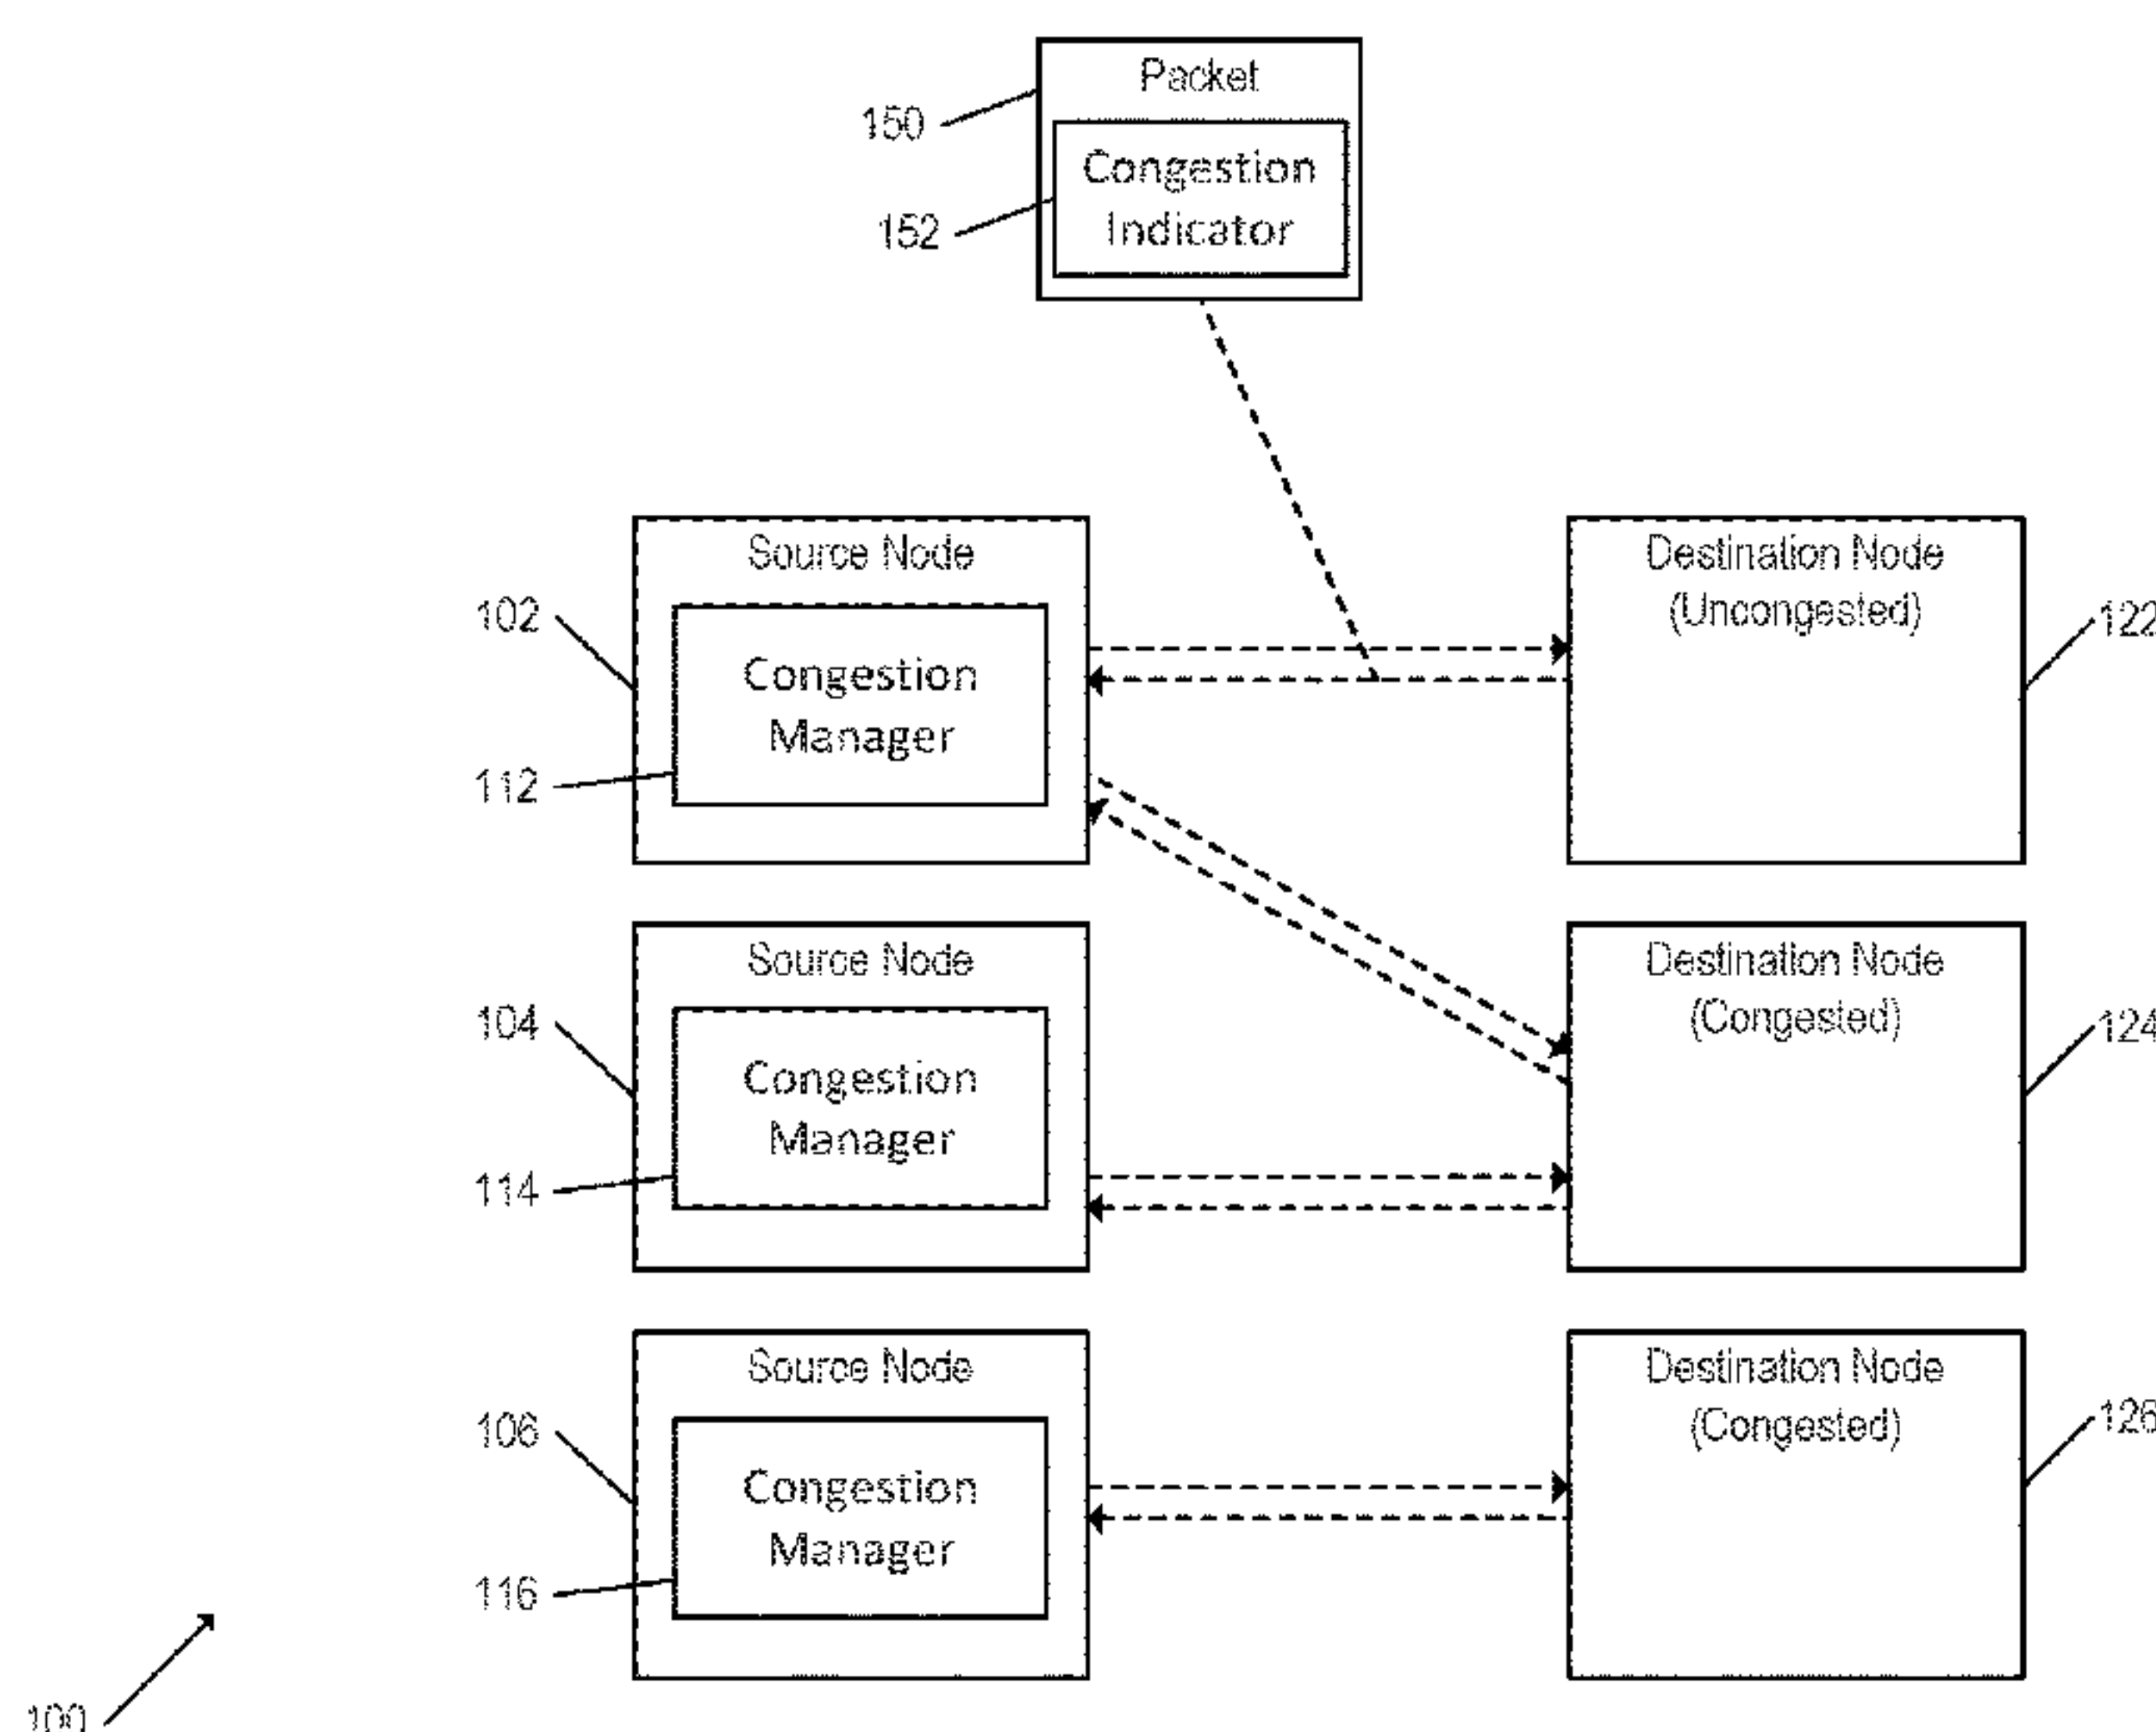 Packet
150
Congestion
Indicator
152
Source Node
Destination Node
(Uncongested)
102
122
Congestion
Manager
112
Source Node
Destination Node
(Congested)
104
124
Congestion
Manager
114
Source Node
Destination Node
(Congested)
106
126
Congestion
Manager
116
100